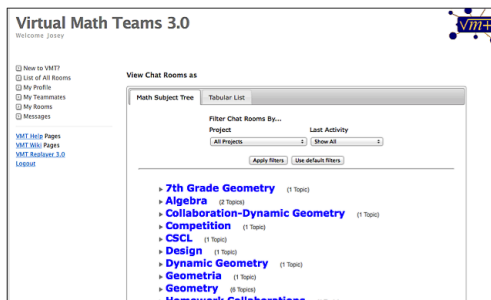 Virtual Math Teams 3.0
Welcome Josey
Vm+
New to VMT?
List of All Rooms
My Profile
My Teammates
My Rooms
Messages
VMT Help Pages
VMT Wiki Pages
VMT Replayer 3.0
Logout
View Chat Rooms as
Math Subject Tree Tabular List
Filter Chat Rooms By...
Project Last Activity
All Projects Show All
Apply filters Use default filters
7th Grade Geometry (1 Topic)
Algebra (2 Topics)
Collaboration-Dynamic Geometry (1 Topic)
Competition (1 Topic)
CSCL (1 Topic)
Design (1 Topic)
Dynamic Geometry (1 Topic)
Geometria (1 Topic)
Geometry (6 Topics)
Homework Collaborations